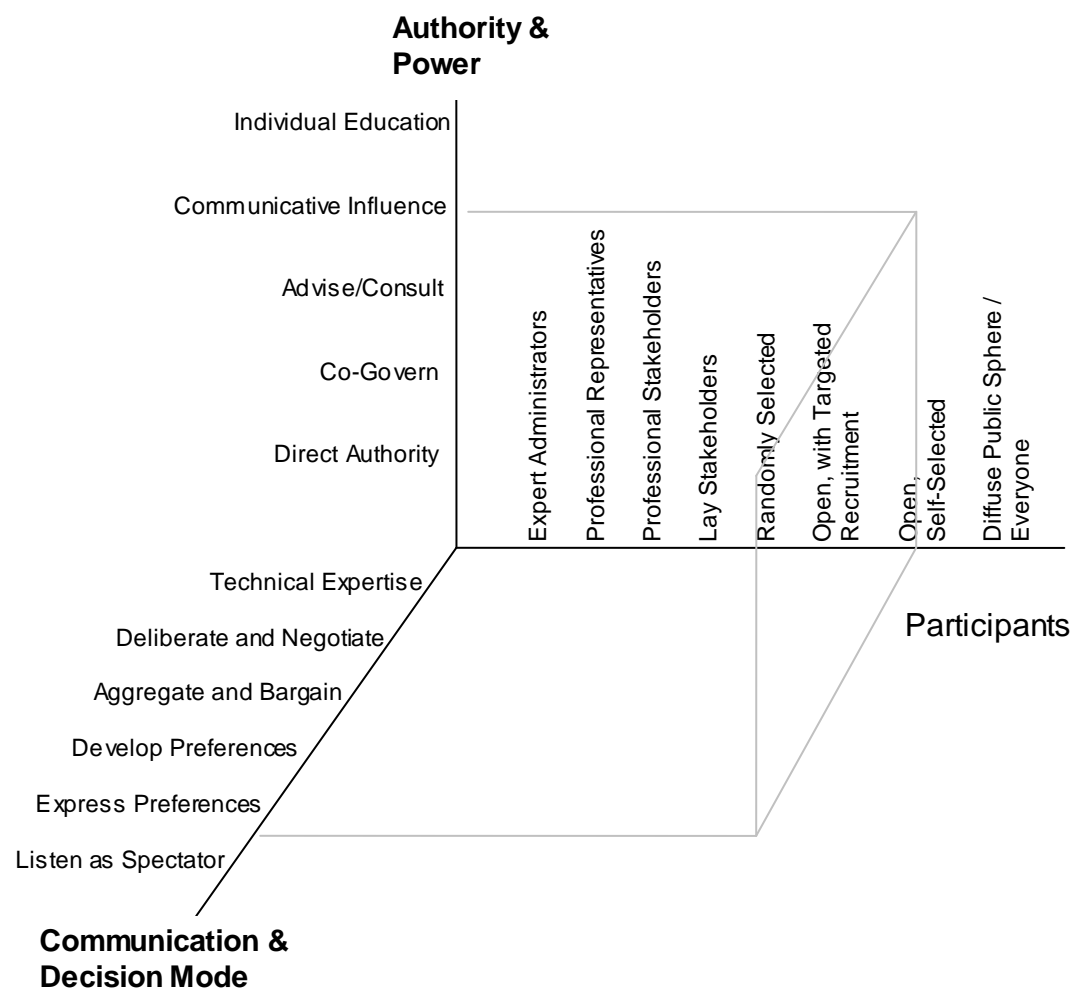 Authority &
Power
Individual Education
Communicative Influence
Advise/Consult
Co-Govern
Direct Authority
Expert Administrators
Professional Representatives
Professional Stakeholders
Lay Stakeholders
Randomly Selected
Open, with Targeted
Recruitment
Open,
Self-Selected
Diffuse Public Sphere /
Everyone
Participants
Technical Expertise
Deliberate and Negotiate
Aggregate and Bargain
Develop Preferences
Express Preferences
Listen as Spectator
Communication &
Decision Mode